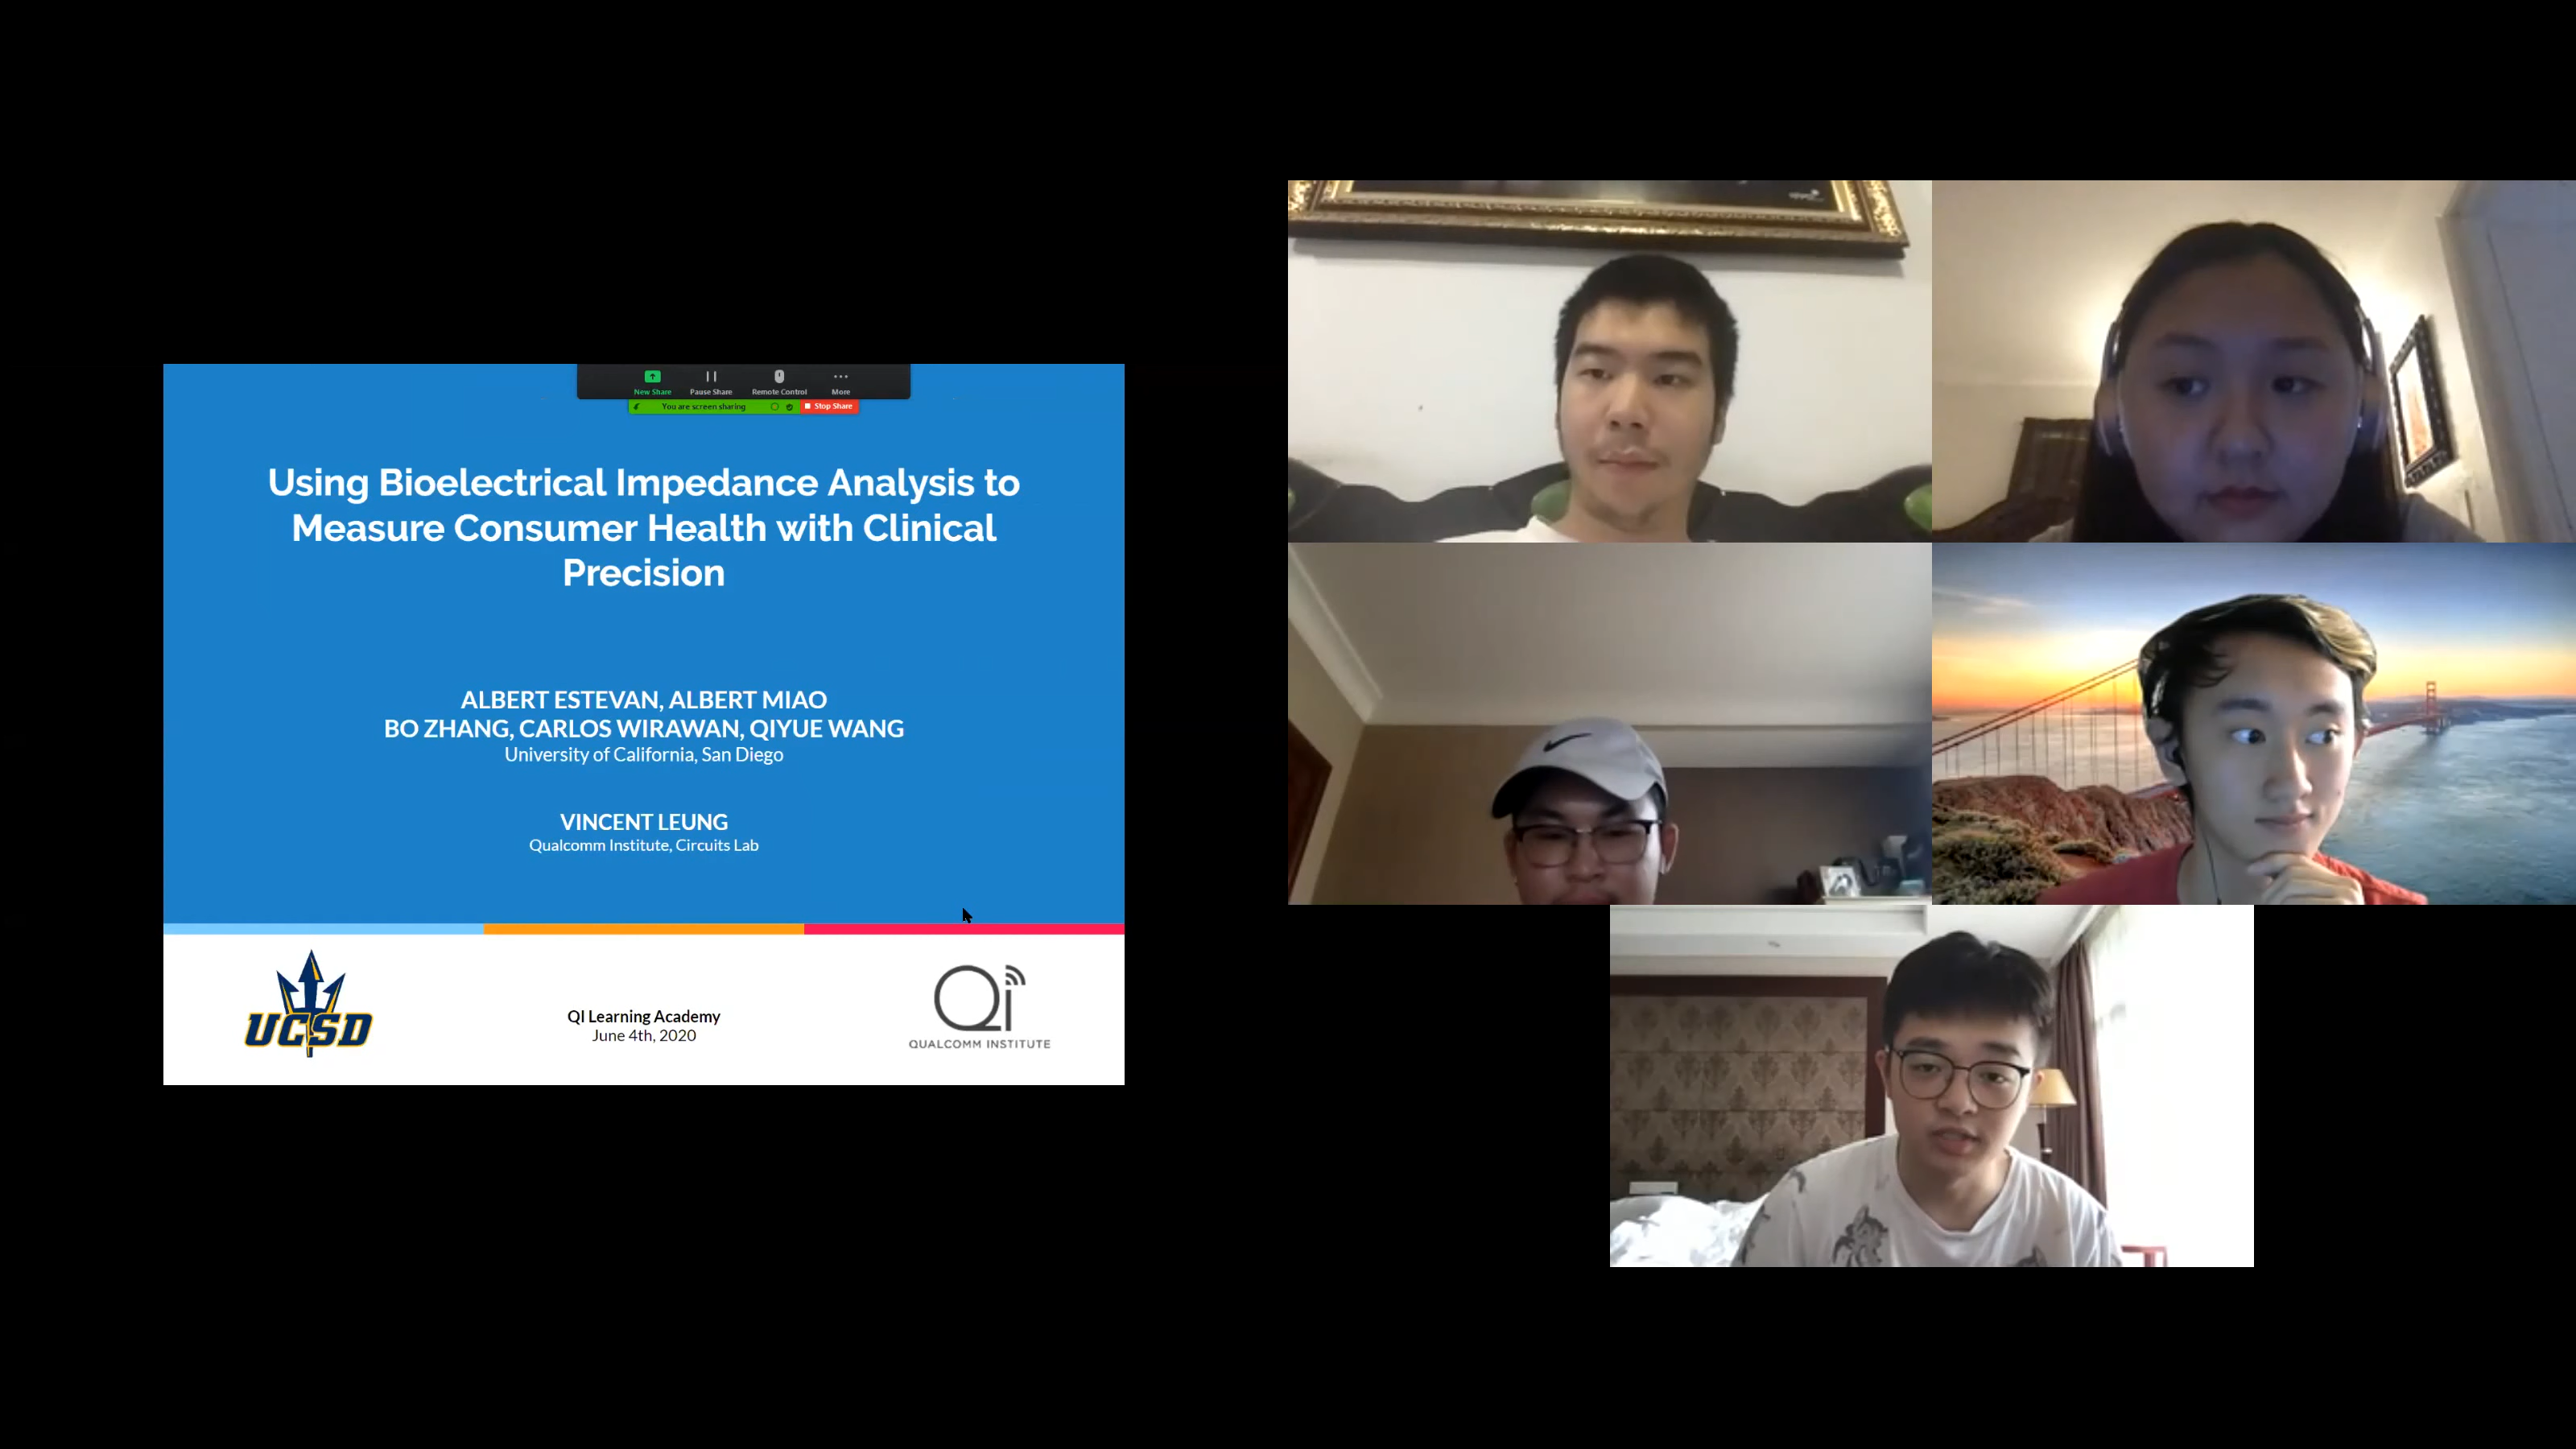 New Share
Pause Share
Remote Control
More
You are screen sharing
Stop Share
Using Bioelectrical Impedance Analysis to
Measure Consumer Health with Clinical
Precision
ALBERT ESTEVAN, ALBERT MIAO
BO ZHANG, CARLOS WIRAWAN, QIYUE WANG
University of California, San Diego
VINCENT LEUNG
Qualcomm Institute, Circuits Lab
UCSD
QI Learning Academy
June 4th, 2020
QI
QUALCOMM INSTITUTE